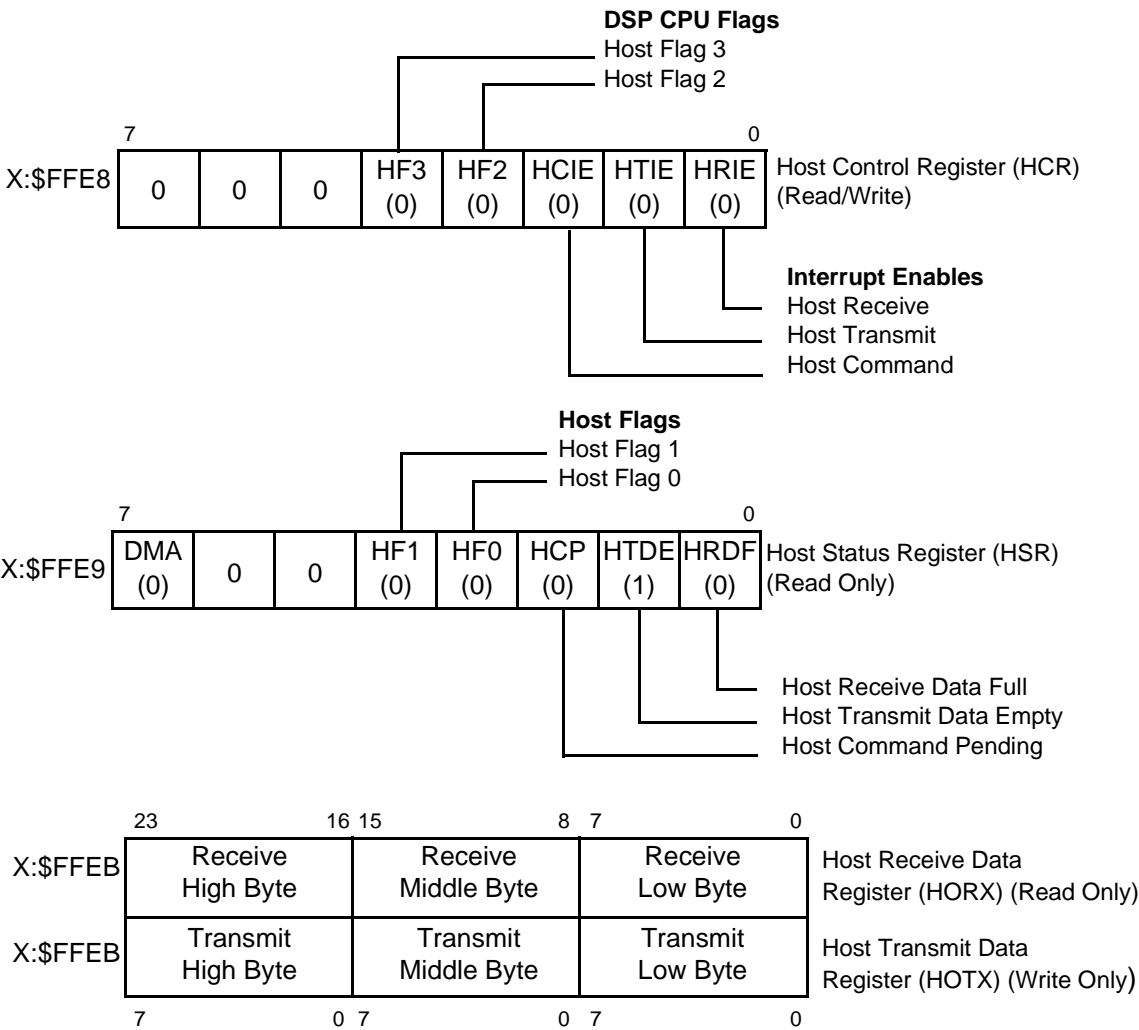 DSP CPU Flags
Host Flag 3
Host Flag 2
7 0
X:$FFE8 0 0 0 HF3 (0) HF2 (0) HCIE (0) HTIE (0) HRIE (0) Host Control Register (HCR)
(Read/Write)
Interrupt Enables
Host Receive
Host Transmit
Host Command
Host Flags
Host Flag 1
Host Flag 0
7 0
X:$FFE9 DMA (0) 0 0 HF1 (0) HF0 (0) HCP (0) HTDE (1) HRDF (0) Host Status Register (HSR)
(Read Only)
Host Receive Data Full
Host Transmit Data Empty
Host Command Pending
23 16 15 8 7 0
X:$FFEB Receive High Byte Receive Middle Byte Receive Low Byte Host Receive Data
Register (HORX) (Read Only)
X:$FFEB Transmit High Byte Transmit Middle Byte Transmit Low Byte Host Transmit Data
Register (HOTX) (Write Only)
7 0 7 0 7 0